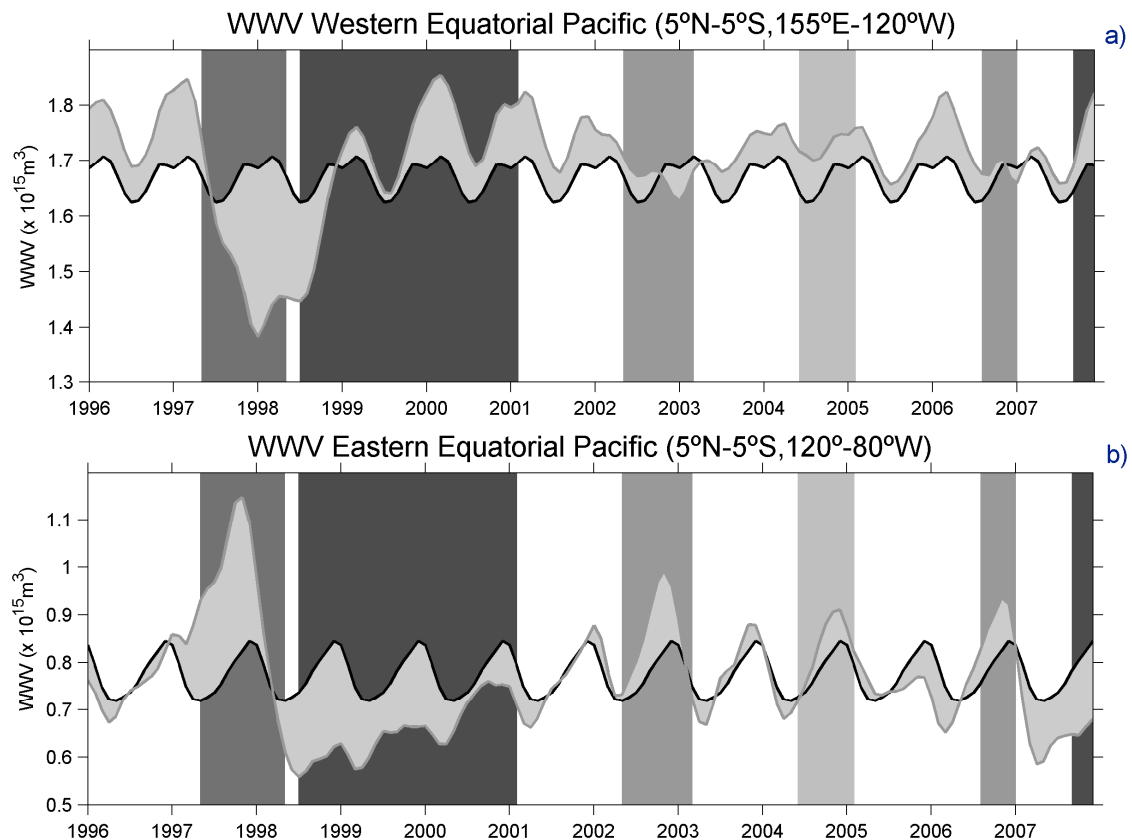 WWV Western Equatorial Pacific (5ºN-5ºS,155ºE-120ºW)
a)
WWV (x 10¹⁵m³)
1.8
1.7
1.6
1.5
1.4
1.3
1996 1997 1998 1999 2000 2001 2002 2003 2004 2005 2006 2007
WWV Eastern Equatorial Pacific (5ºN-5ºS,120º-80ºW)
b)
WWV (x 10¹⁵m³)
1.1
1
0.9
0.8
0.7
0.6
0.5
1996 1997 1998 1999 2000 2001 2002 2003 2004 2005 2006 2007